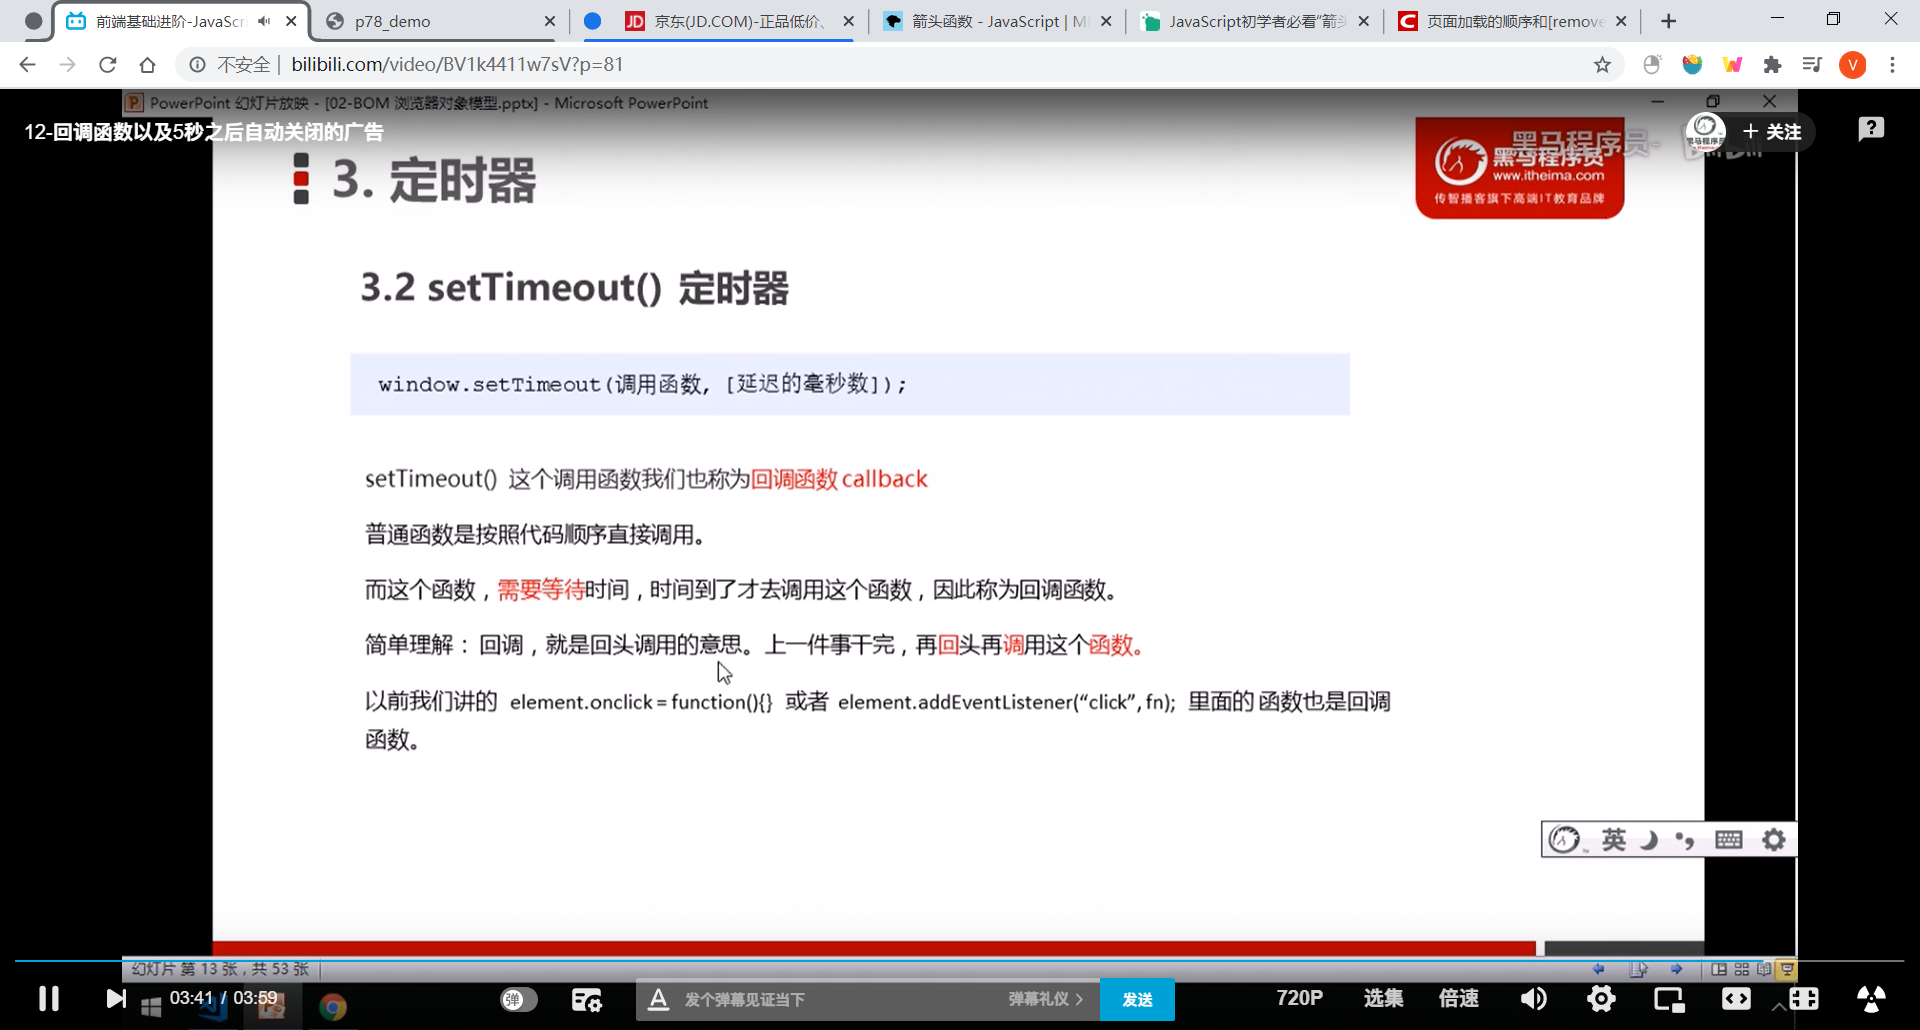 前端基础进阶-JavaScri
p78_demo
JD 京东(JD.COM)-正品低价、
箭头函数 - JavaScript | M
JavaScript初学者必看“箭头
C 页面加载的顺序和[remove
不安全 | bilibili.com/video/BV1k4411w7sV?p=81
V
PowerPoint 幻灯片放映 - [02-BOM 浏览器对象模型.pptx] - Microsoft PowerPoint
12-回调函数以及5秒之后自动关闭的广告
+ 关注
黑马程序员-
黑马程序员
www.itheima.com
传智播客旗下高端IT教育品牌
3. 定时器
3.2 setTimeout() 定时器
window.setTimeout(调用函数, [延迟的毫秒数]);
setTimeout() 这个调用函数我们也称为回调函数 callback
普通函数是按照代码顺序直接调用。
而这个函数，需要等待时间，时间到了才去调用这个函数，因此称为回调函数。
简单理解： 回调，就是回头调用的意思。上一件事干完，再回头再调用这个函数。
以前我们讲的 element.onclick = function(){} 或者 element.addEventListener(“click”, fn); 里面的 函数也是回调
函数。
英
幻灯片 第 13 张，共 53 张
03:41 / 03:59
弹
发个弹幕见证当下
弹幕礼仪 >
发送
720P
选集
倍速